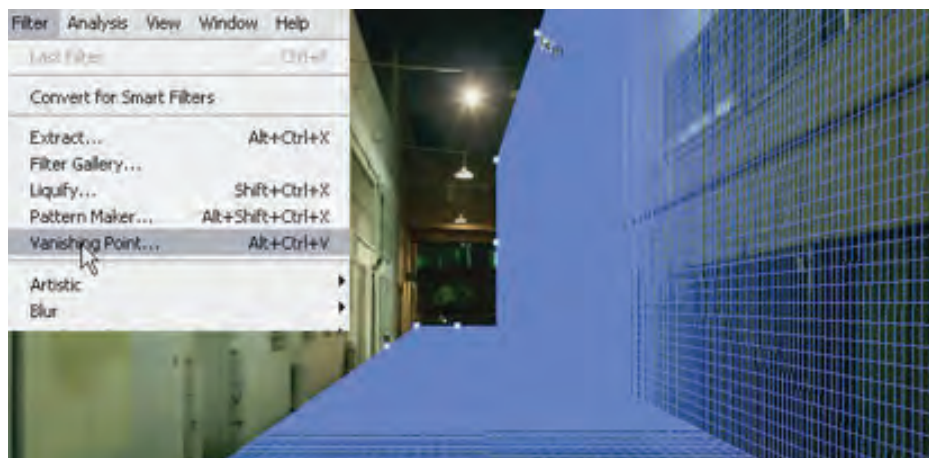 Filter Analysis View Window Help
Last Filter Ctrl+F
Convert for Smart Filters
Extract... Alt+Ctrl+X
Filter Gallery...
Liquify... Shift+Ctrl+X
Pattern Maker... Alt+Shift+Ctrl+X
Vanishing Point... Alt+Ctrl+V
Artistic
Blur